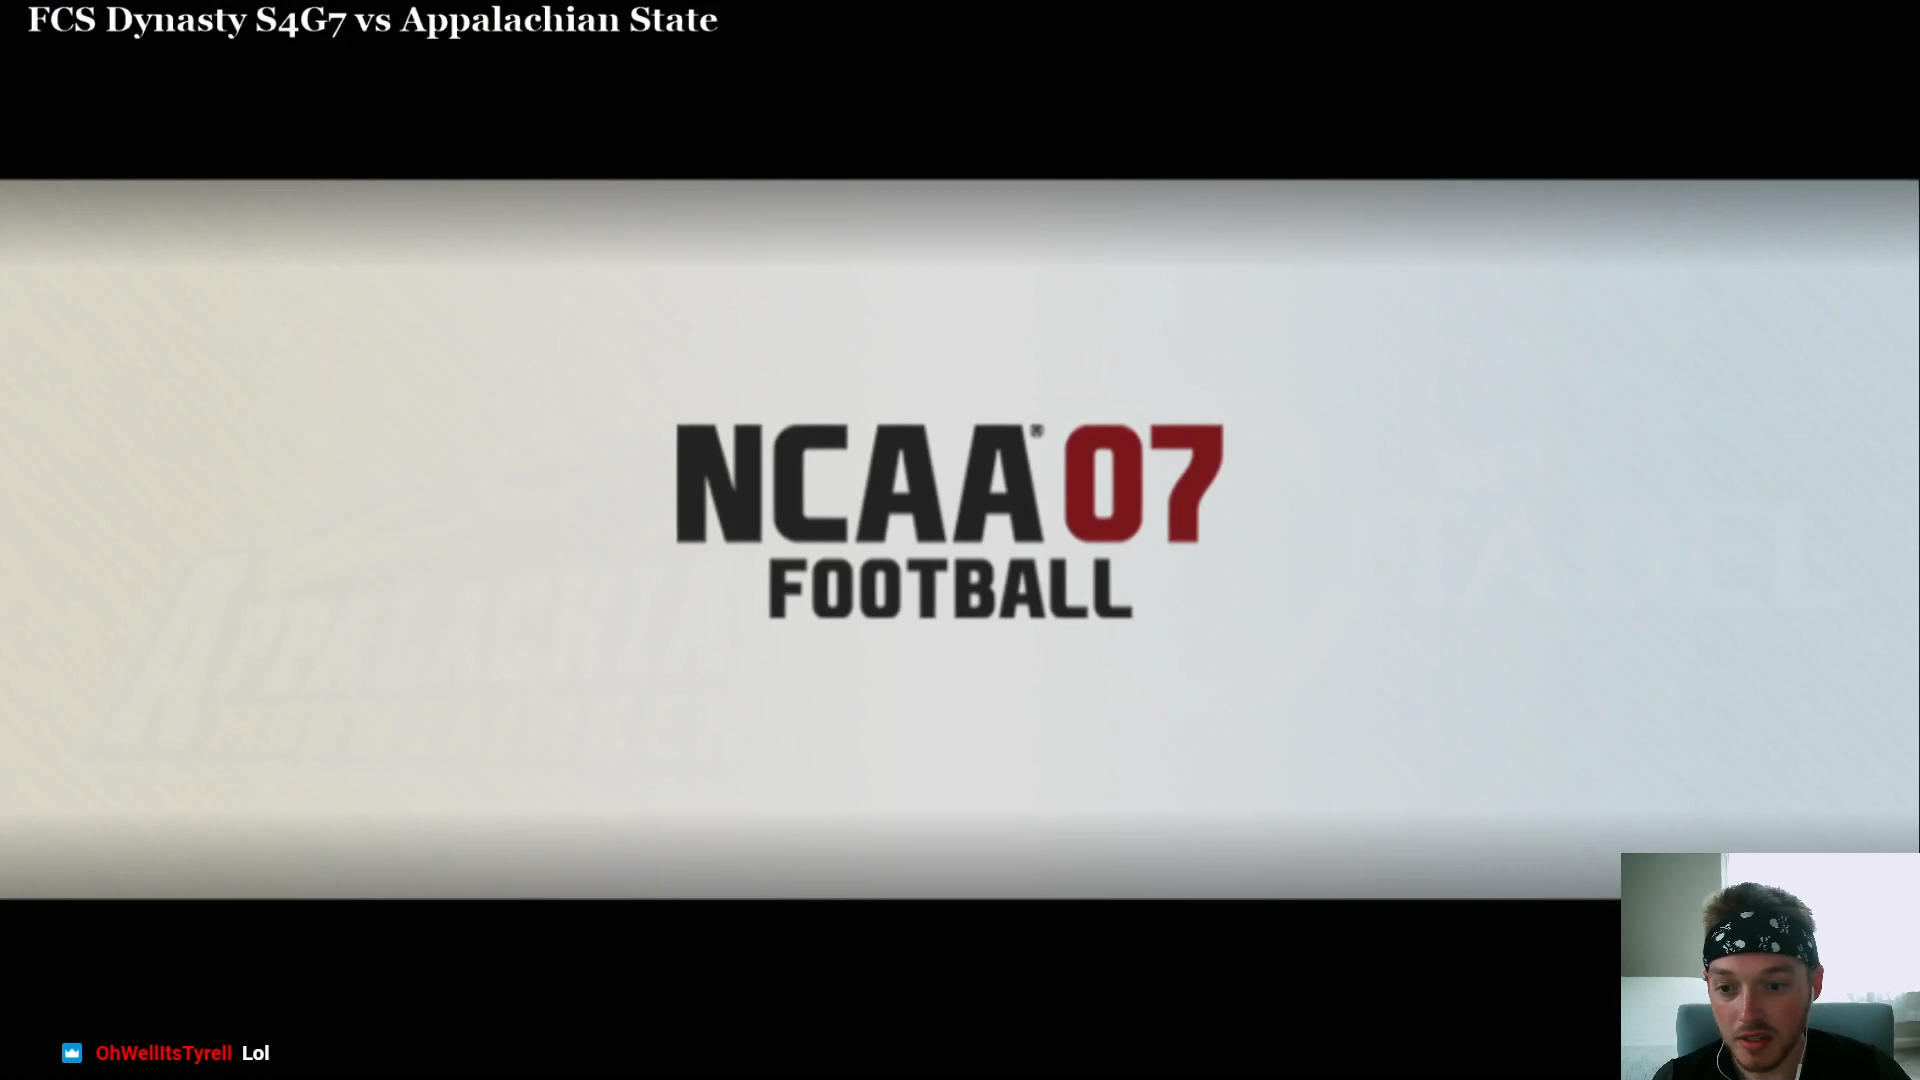 FCS Dynasty S4G7 vs Appalachian State
NCAA® 07
FOOTBALL
OhWellItsTyrell Lol